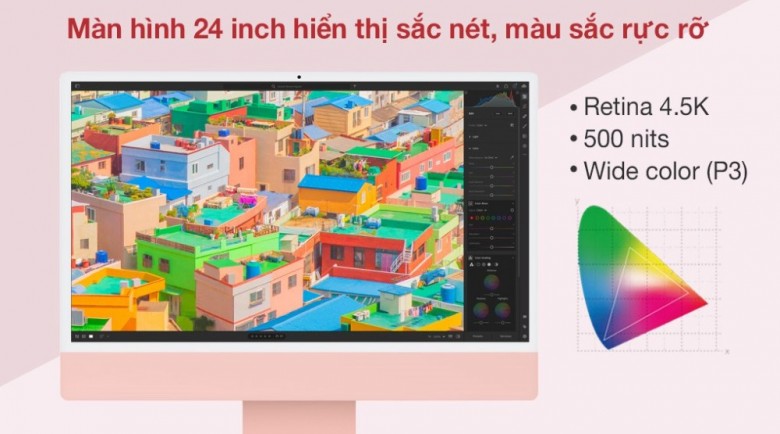 Màn hình 24 inch hiển thị sắc nét, màu sắc rực rỡ
• Retina 4.5K
• 500 nits
• Wide color (P3)
y
x